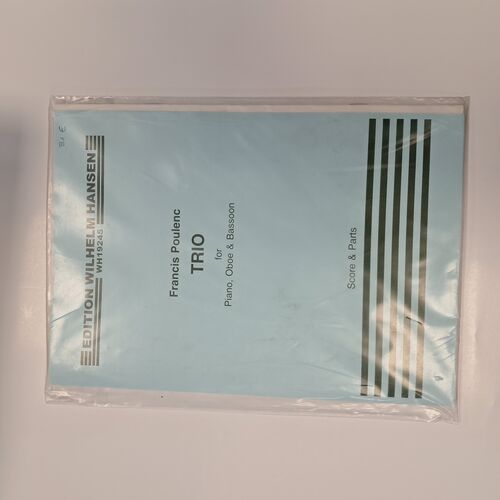 EDITION WILHELM HANSEN
WH19245
Francis Poulenc
TRIO
for
Piano, Oboe & Bassoon
Score & Parts